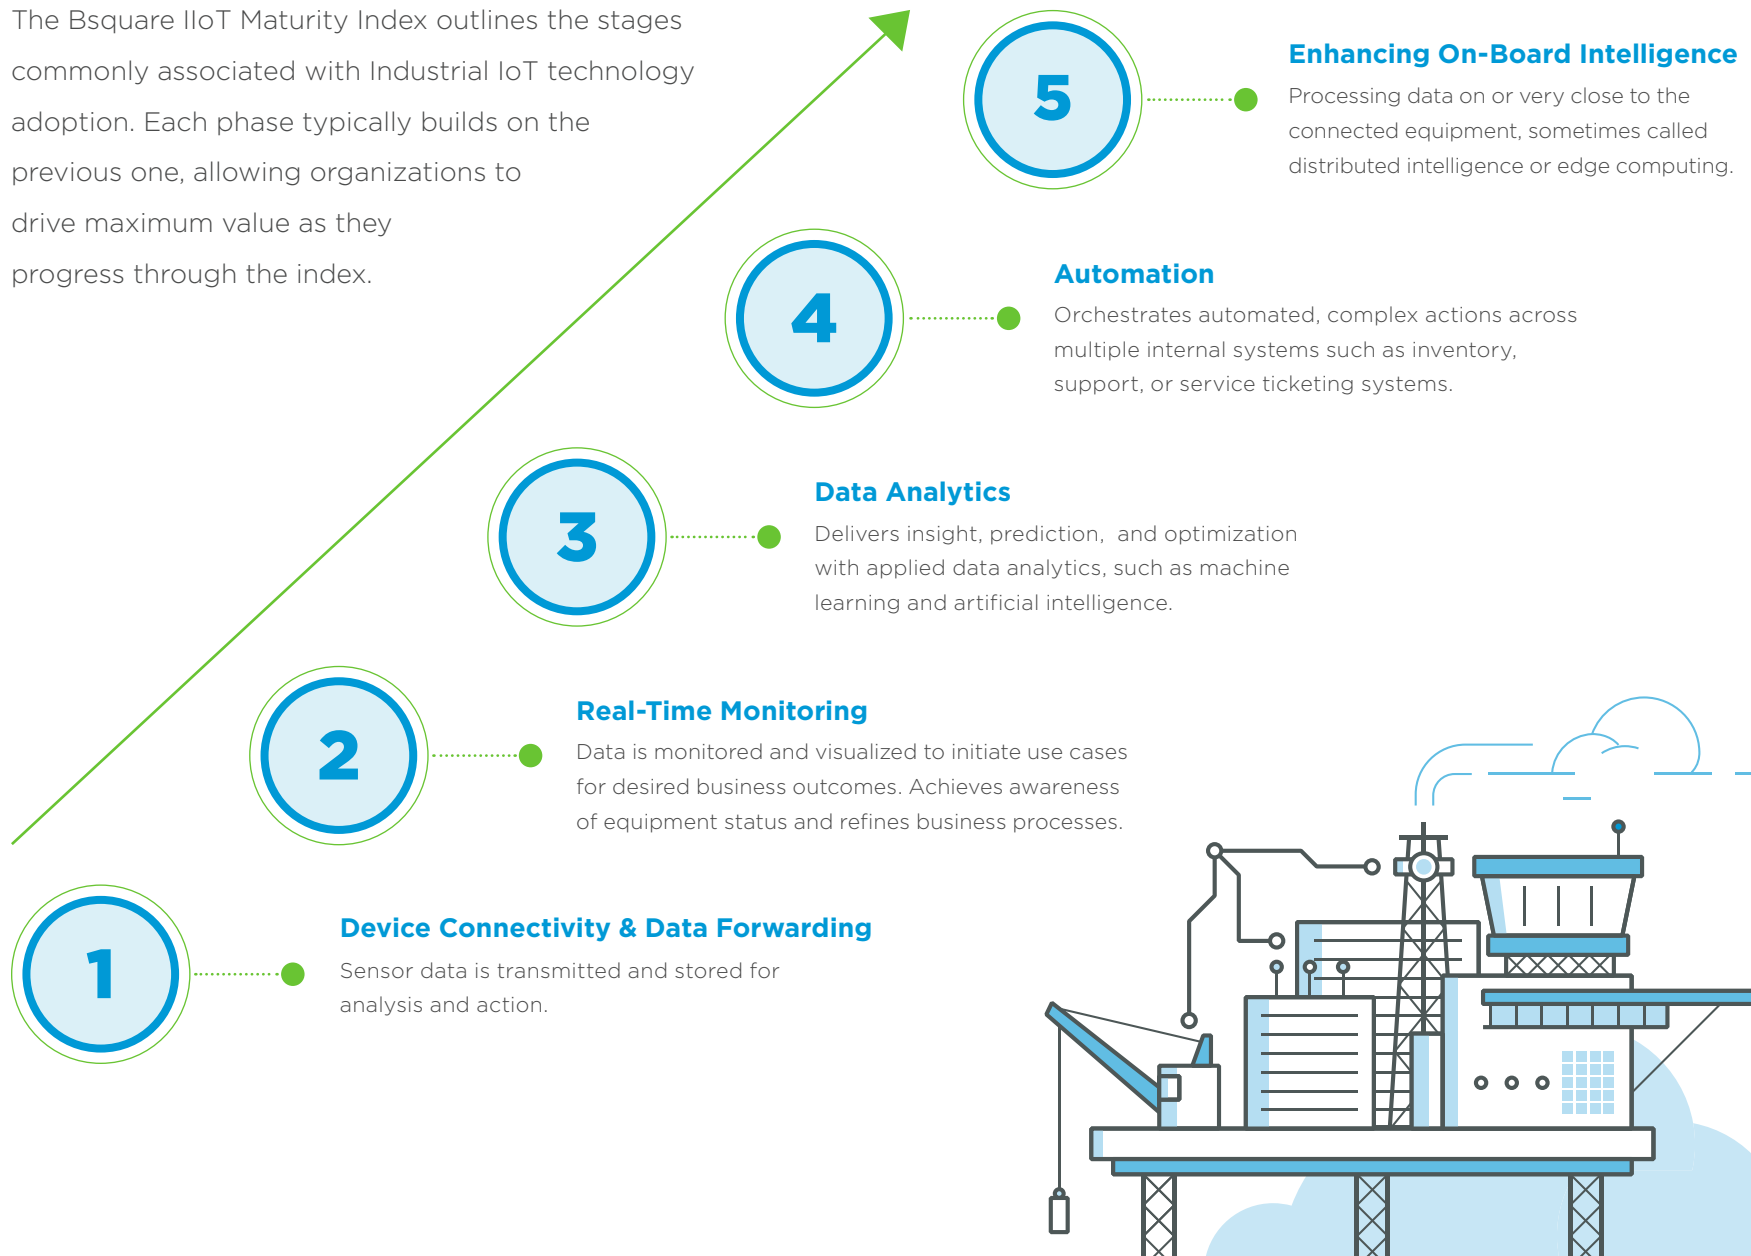 The Bsquare IIoT Maturity Index outlines the stages
commonly associated with Industrial IoT technology
adoption. Each phase typically builds on the
previous one, allowing organizations to
drive maximum value as they
progress through the index.
5
Enhancing On-Board Intelligence
Processing data on or very close to the
connected equipment, sometimes called
distributed intelligence or edge computing.
4
Automation
Orchestrates automated, complex actions across
multiple internal systems such as inventory,
support, or service ticketing systems.
3
Data Analytics
Delivers insight, prediction, and optimization
with applied data analytics, such as machine
learning and artificial intelligence.
2
Real-Time Monitoring
Data is monitored and visualized to initiate use cases
for desired business outcomes. Achieves awareness
of equipment status and refines business processes.
1
Device Connectivity & Data Forwarding
Sensor data is transmitted and stored for
analysis and action.